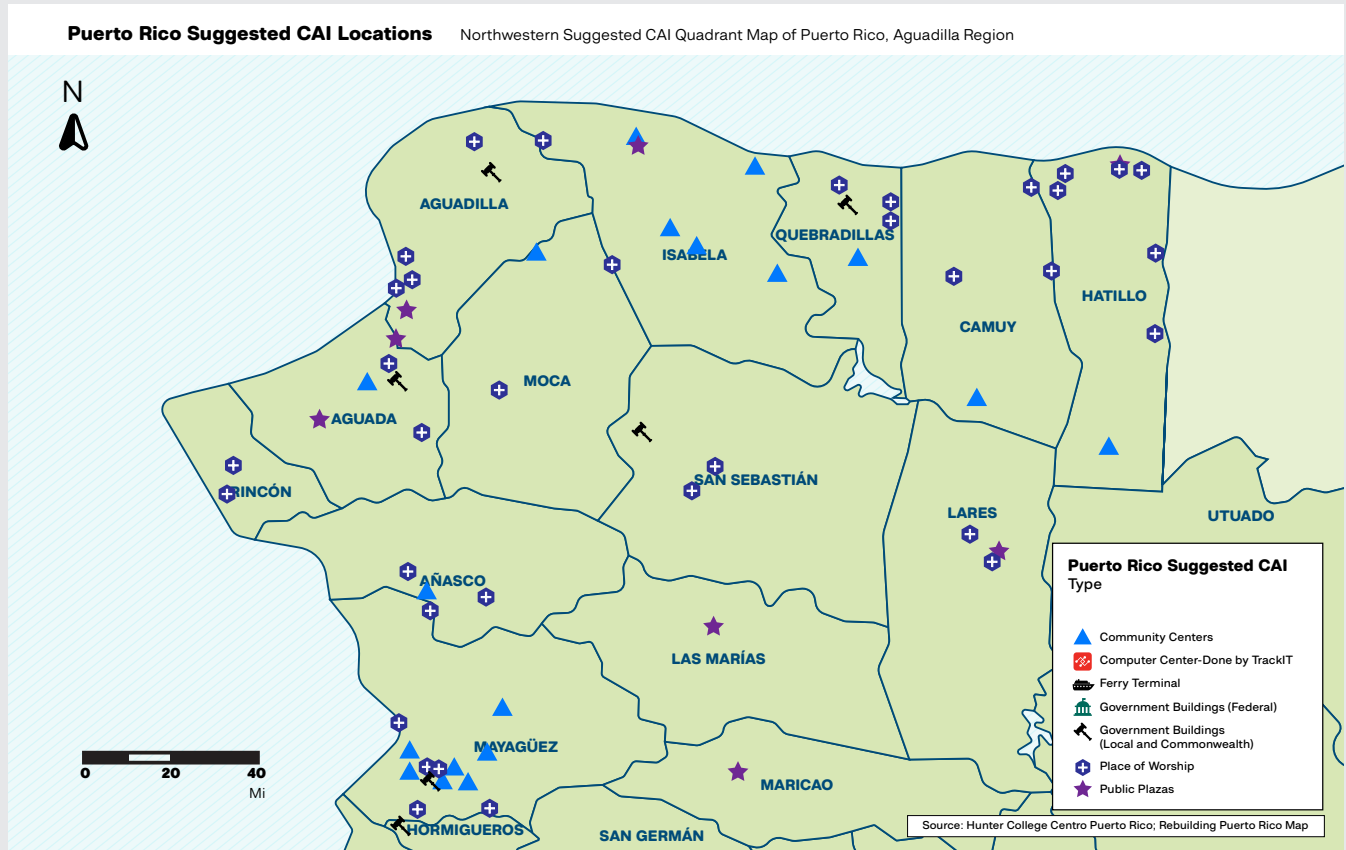 Puerto Rico Suggested CAI Locations
Northwestern Suggested CAI Quadrant Map of Puerto Rico, Aguadilla Region
N
AGUADILLA
ISABELA
QUEBRADILLAS
HATILLO
CAMUY
MOCA
AGUADA
SAN SEBASTIÁN
RINCÓN
LARES
UTUADO
AÑASCO
LAS MARÍAS
MAYAGÜEZ
MARICAO
HORMIGUEROS
SAN GERMÁN
0 20 40
Mi
Puerto Rico Suggested CAI
Type
Community Centers
Computer Center-Done by TrackIT
Ferry Terminal
Government Buildings (Federal)
Government Buildings
(Local and Commonwealth)
Place of Worship
Public Plazas
Source: Hunter College Centro Puerto Rico; Rebuilding Puerto Rico Map